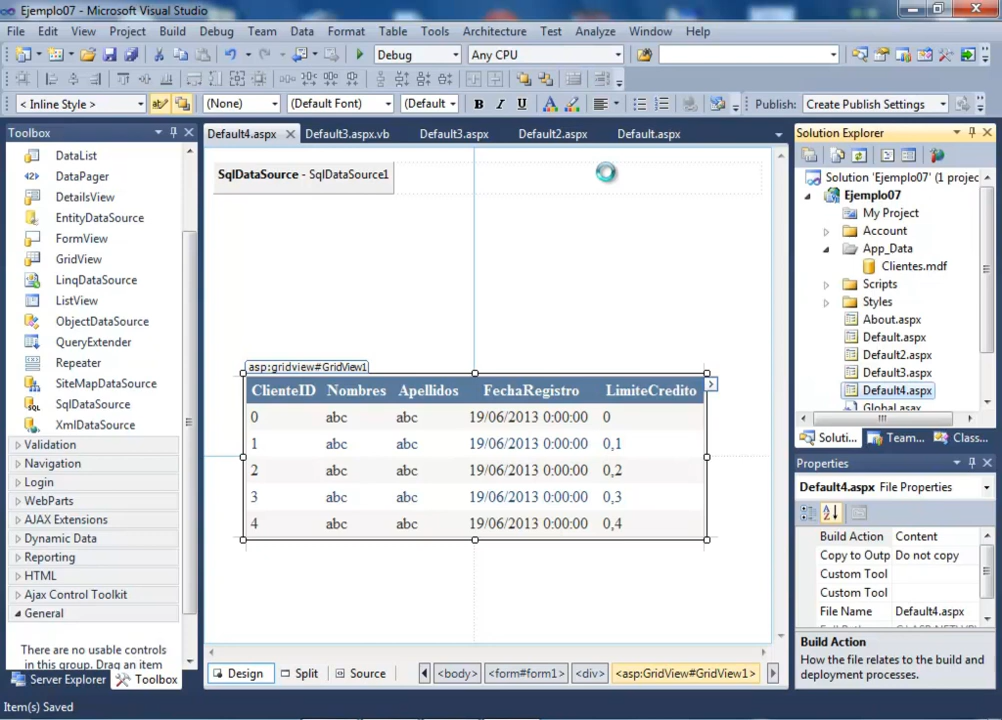 Ejemplo07 - Microsoft Visual Studio
File Edit View Project Build Debug Team Data Format Table Tools Architecture Test Analyze Window Help
Debug Any CPU
< Inline Style > (None) (Default Font) (Default B I U A Publish: Create Publish Settings
Toolbox
DataList
DataPager
DetailsView
EntityDataSource
FormView
GridView
LinqDataSource
ListView
ObjectDataSource
QueryExtender
Repeater
SiteMapDataSource
SqlDataSource
XmlDataSource
Validation
Navigation
Login
WebParts
AJAX Extensions
Dynamic Data
Reporting
HTML
Ajax Control Toolkit
General
There are no usable controls
in this group. Drag an item
Server Explorer Toolbox
Default4.aspx Default3.aspx.vb Default3.aspx Default2.aspx Default.aspx
SqlDataSource - SqlDataSource1
asp:gridview#GridView1
ClienteID Nombres Apellidos FechaRegistro LimiteCredito
0 abc abc 19/06/2013 0:00:00 0
1 abc abc 19/06/2013 0:00:00 0,1
2 abc abc 19/06/2013 0:00:00 0,2
3 abc abc 19/06/2013 0:00:00 0,3
4 abc abc 19/06/2013 0:00:00 0,4
Design Split Source <body> <form#form1> <div> <asp:GridView#GridView1>
Solution Explorer
Solution 'Ejemplo07' (1 projec
Ejemplo07
My Project
Account
App_Data
Clientes.mdf
Scripts
Styles
About.aspx
Default.aspx
Default2.aspx
Default3.aspx
Default4.aspx
Global.asax
Soluti... Team... Class...
Properties
Default4.aspx File Properties
Build Action Content
Copy to Outp Do not copy
Custom Tool
Custom Tool
File Name Default4.aspx
Build Action
How the file relates to the build and
deployment processes.
Item(s) Saved